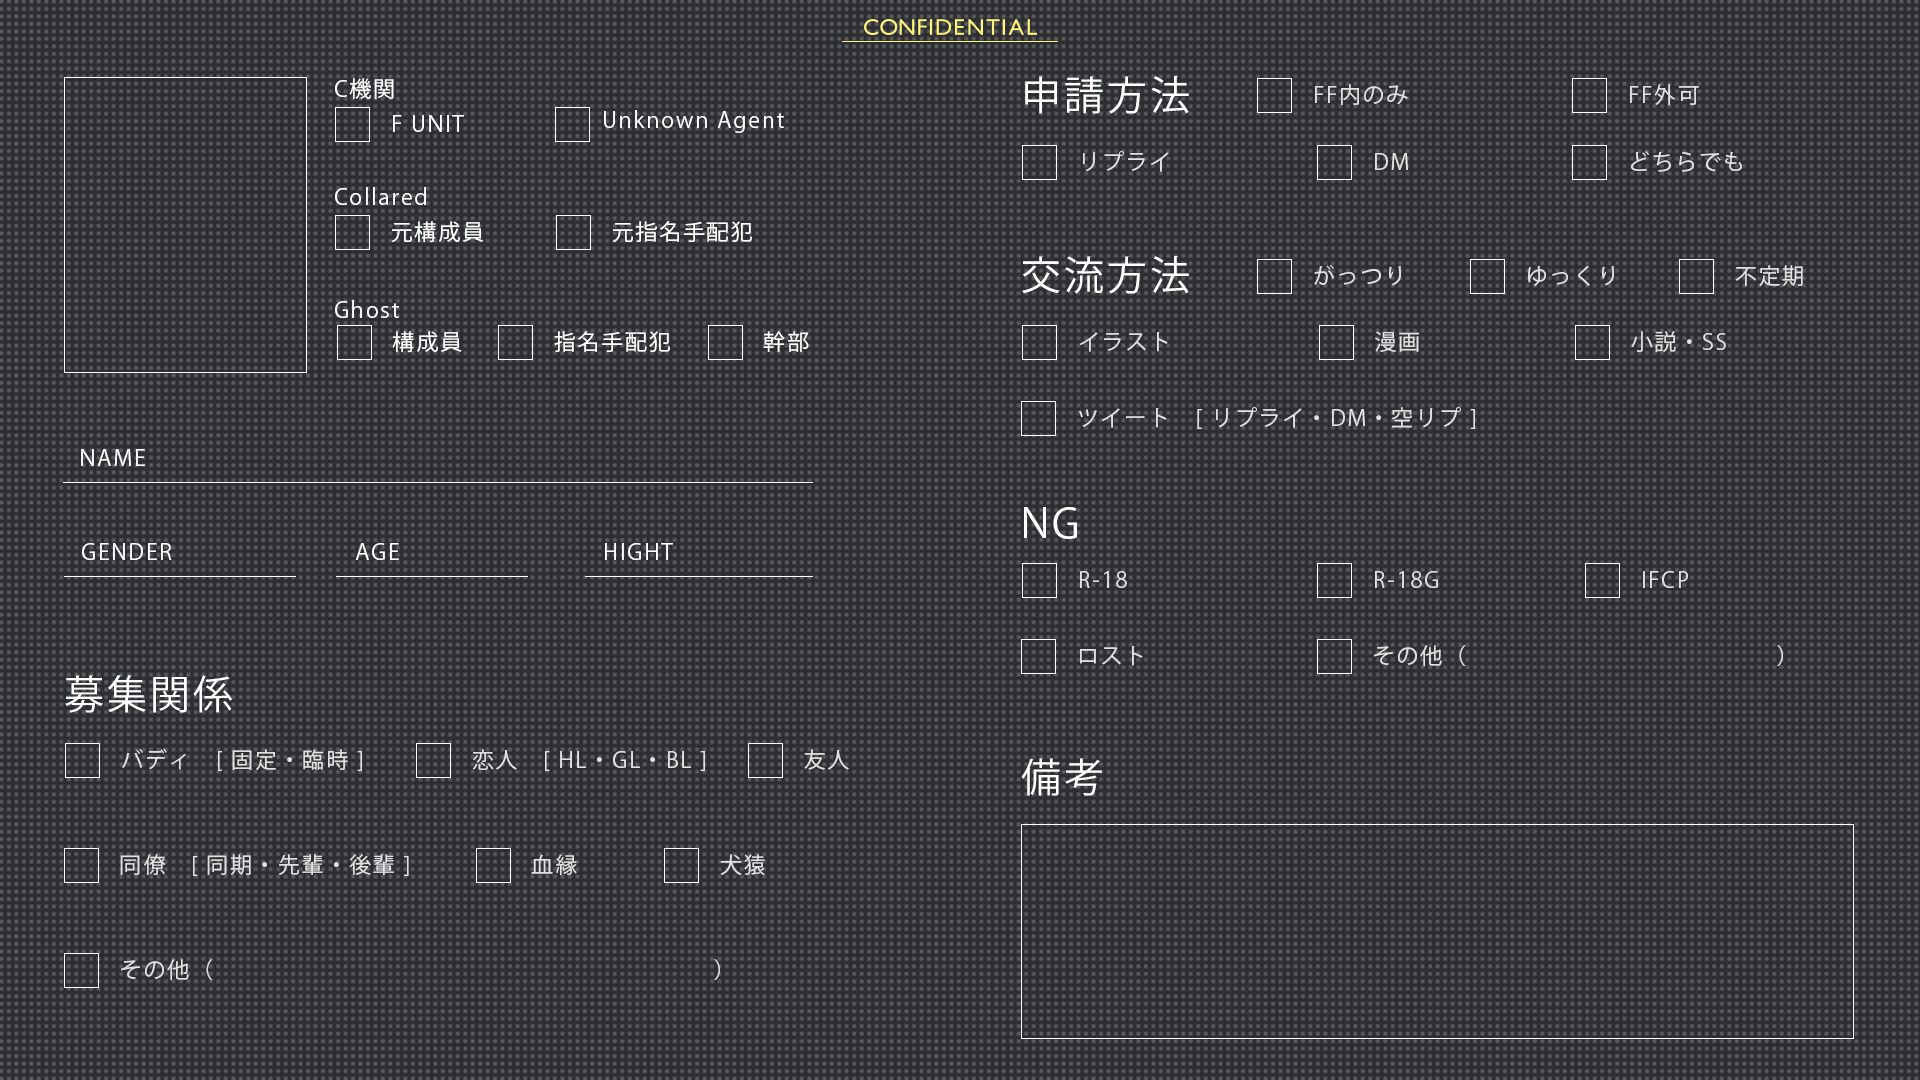 CONFIDENTIAL
C機関
F UNIT
Unknown Agent
Collared
元構成員
元指名手配犯
Ghost
構成員
指名手配犯
幹部
NAME
GENDER
AGE
HIGHT
募集関係
バディ [ 固定・臨時 ]
恋人 [ HL・GL・BL ]
友人
同僚 [ 同期・先輩・後輩 ]
血縁
犬猿
その他（ ）
申請方法
FF内のみ
FF外可
リプライ
DM
どちらでも
交流方法
がっつり
ゆっくり
不定期
イラスト
漫画
小説・SS
ツイート [ リプライ・DM・空リプ ]
NG
R-18
R-18G
IFCP
ロスト
その他（ ）
備考